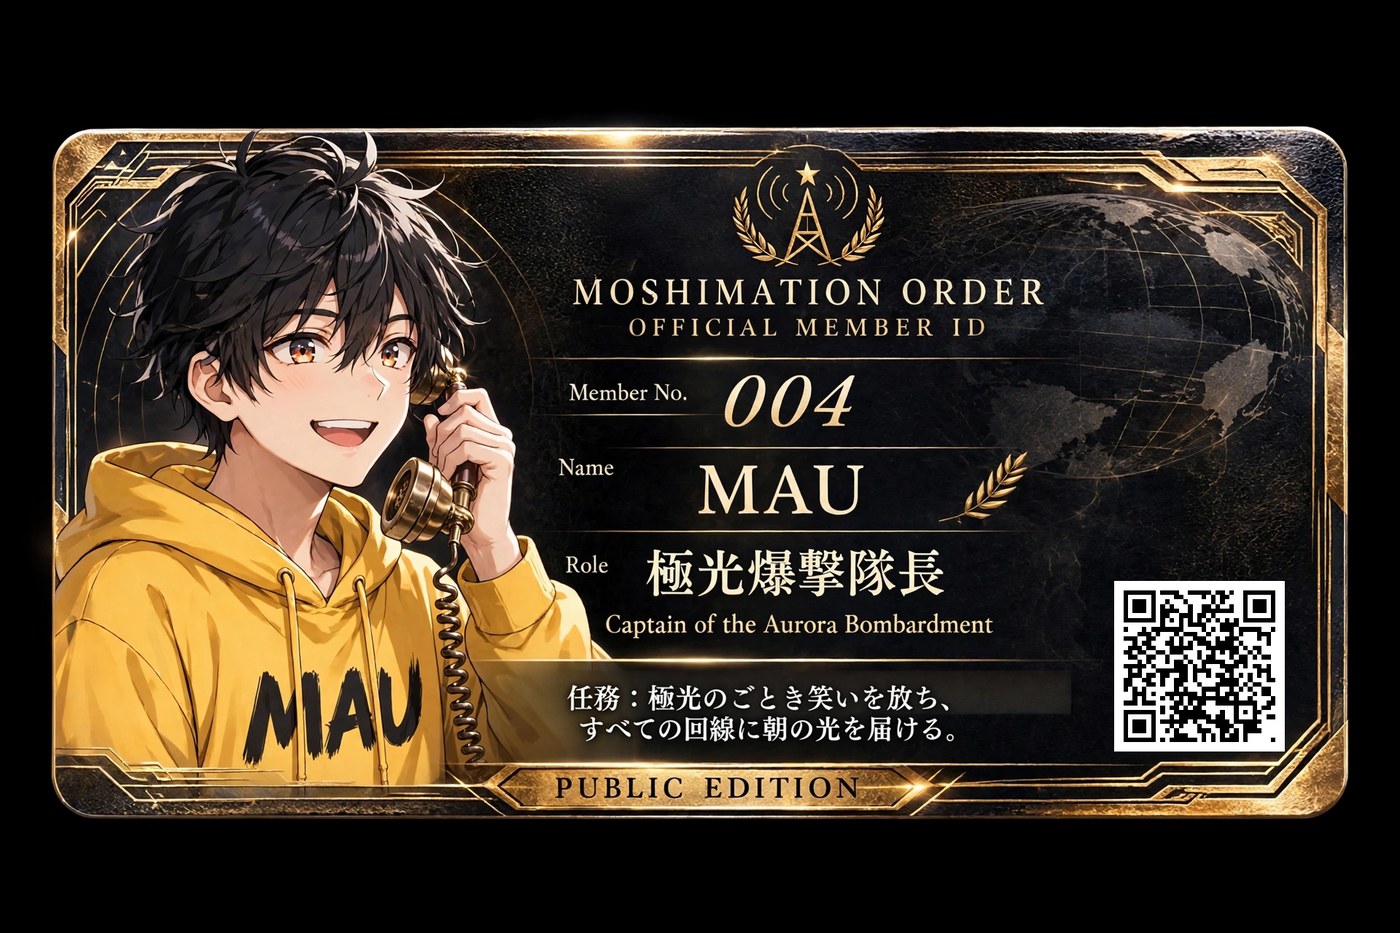 MOSHIMATION ORDER
OFFICIAL MEMBER ID
Member No. 004
Name MAU
Role 極光爆撃隊長
Captain of the Aurora Bombardment
任務：極光のごとき笑いを放ち、
すべての回線に朝の光を届ける。
MAU
PUBLIC EDITION